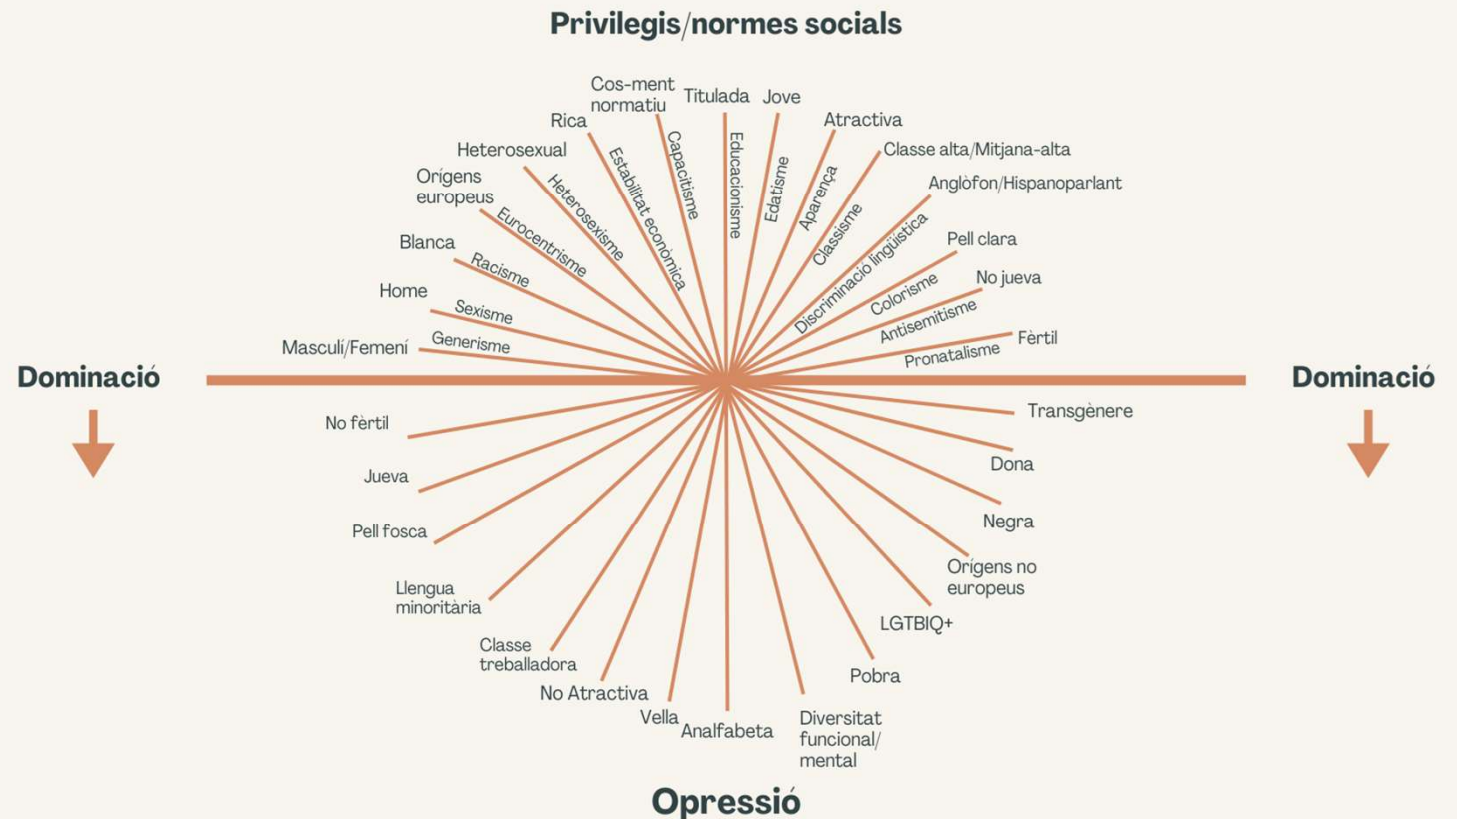 Privilegis/normes socials
Cos-ment
normatiu
Titulada
Jove
Rica
Atractiva
Heterosexual
Classe alta/Mitjana-alta
Orígens
europeus
Anglòfon/Hispanoparlant
Blanca
Pell clara
Home
No jueva
Masculí/Femení
Fèrtil
Generisme
Sexisme
Racisme
Eurocentrisme
Heterosexisme
Estabilitat econòmica
Capacitisme
Educacionisme
Edatisme
Aparença
Classisme
Discriminació lingüística
Colorisme
Antisemitisme
Pronatalisme
Dominació
Dominació
No fèrtil
Transgènere
Jueva
Dona
Pell fosca
Negra
Llengua
minoritària
Orígens no
europeus
Classe
treballadora
LGTBIQ+
No Atractiva
Pobra
Vella
Analfabeta
Diversitat
funcional/
mental
Opressió